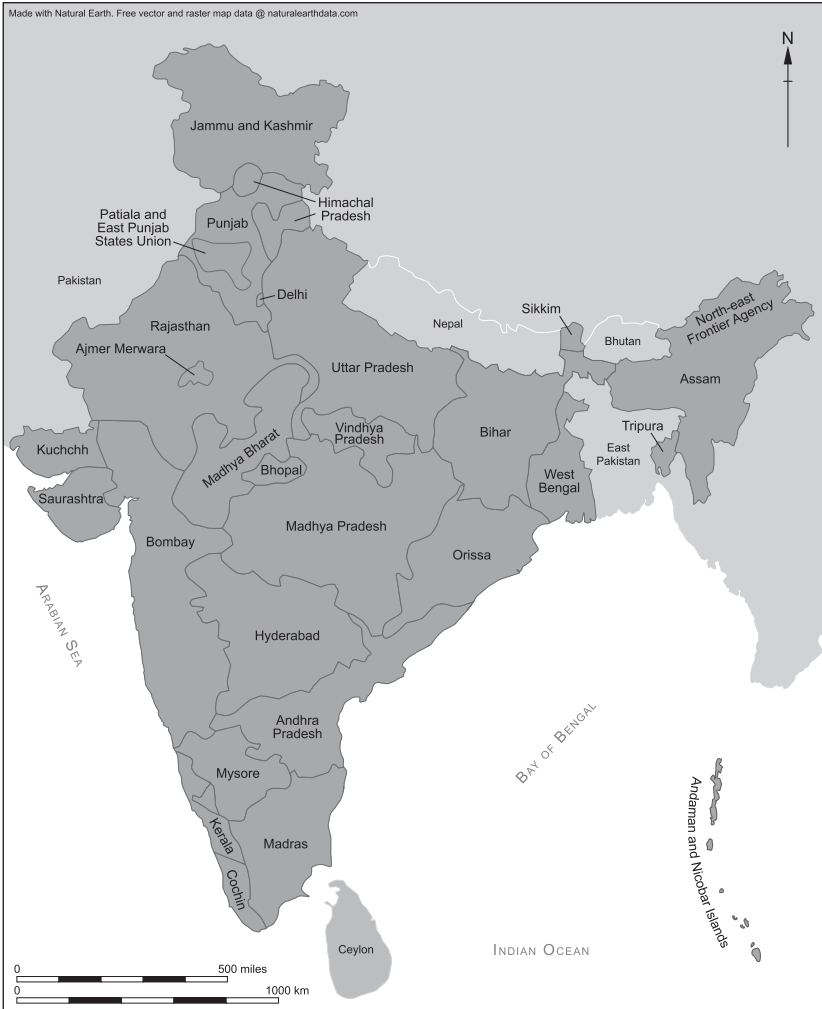 Made with Natural Earth. Free vector and raster map data @ naturalearthdata.com
N
Jammu and Kashmir
Himachal
Pradesh
Patiala and
East Punjab
States Union
Punjab
Pakistan
Delhi
Rajasthan
Ajmer Merwara
Nepal
Sikkim
Bhutan
North-east
Frontier Agency
Uttar Pradesh
Assam
Kuchchh
Madhya Bharat
Vindhya
Pradesh
Bihar
Tripura
East
Pakistan
Bhopal
Saurashtra
West
Bengal
Madhya Pradesh
Bombay
Orissa
Arabian Sea
Hyderabad
Andhra
Pradesh
Bay of Bengal
Mysore
Kerala
Madras
Cochin
Andaman and Nicobar Islands
Ceylon
Indian Ocean
0 500 miles
0 1000 km